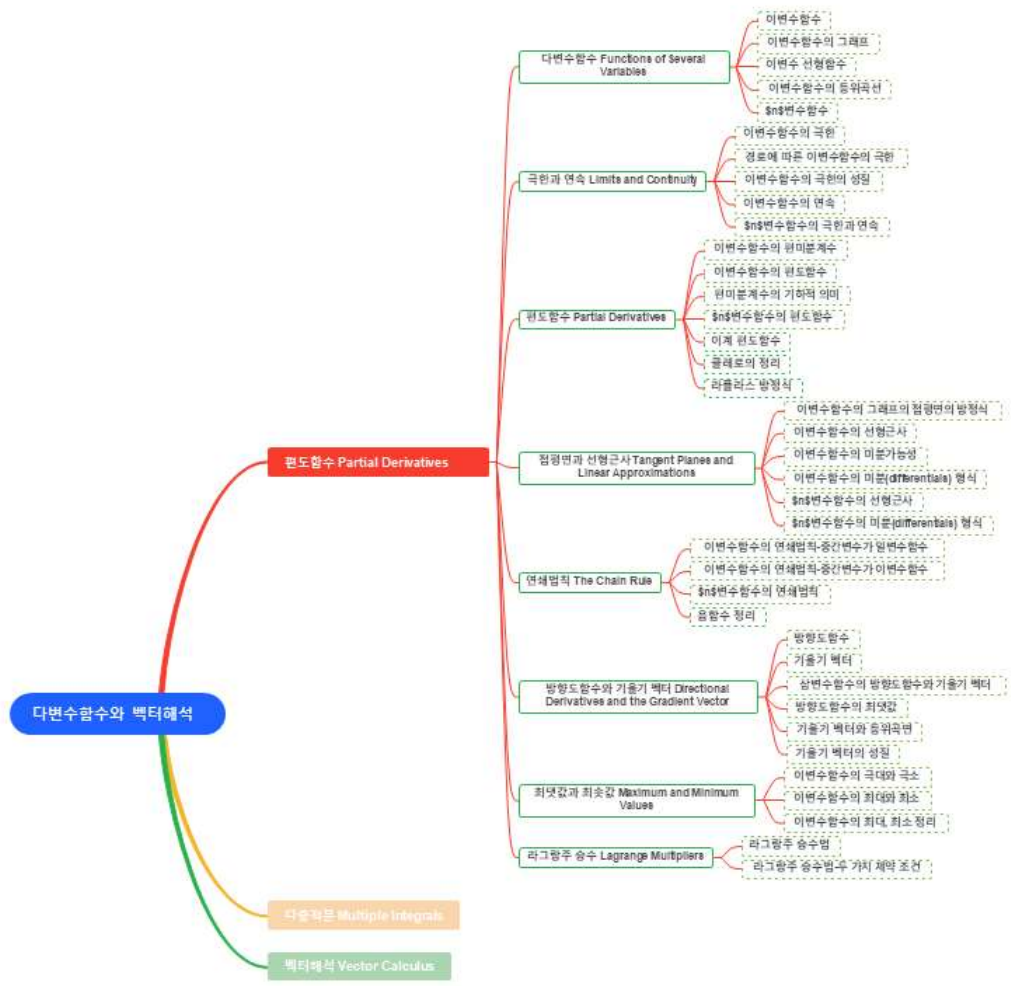 이변수함수
이변수함수의 그래프
다변수함수 Functions of Several
Variables
이변수 선형함수
이변수함수의 등위곡선
$n$변수함수
이변수함수의 극한
경로에 따른 이변수함수의 극한
극한과 연속 Limits and Continuity
이변수함수의 극한의 성질
이변수함수의 연속
$n$변수함수의 극한과 연속
이변수함수의 편미분계수
이변수함수의 편도함수
편미분계수의 기하적 의미
편도함수 Partial Derivatives
$n$변수함수의 편도함수
이계 편도함수
클레로의 정리
라플라스 방정식
이변수함수의 그래프의 접평면의 방정식
이변수함수의 선형근사
접평면과 선형근사 Tangent Planes and
Linear Approximations
이변수함수의 미분가능성
이변수함수의 미분(differentials) 형식
$n$변수함수의 선형근사
$n$변수함수의 미분(differentials) 형식
편도함수 Partial Derivatives
이변수함수의 연쇄법칙-중간변수가 일변수함수
이변수함수의 연쇄법칙-중간변수가 이변수함수
연쇄법칙 The Chain Rule
$n$변수함수의 연쇄법칙
음함수 정리
방향도함수
기울기 벡터
방향도함수와 기울기 벡터 Directional
Derivatives and the Gradient Vector
삼변수함수의 방향도함수와 기울기 벡터
방향도함수의 최댓값
기울기 벡터와 등위곡면
기울기 벡터의 성질
다변수함수와 벡터해석
이변수함수의 극대와 극소
최댓값과 최솟값 Maximum and Minimum
Values
이변수함수의 최대와 최소
이변수함수의 최대, 최소 정리
라그랑주 승수 Lagrange Multipliers
라그랑주 승수법
라그랑주 승수법-두 가지 제약 조건
다중적분 Multiple Integrals
벡터해석 Vector Calculus